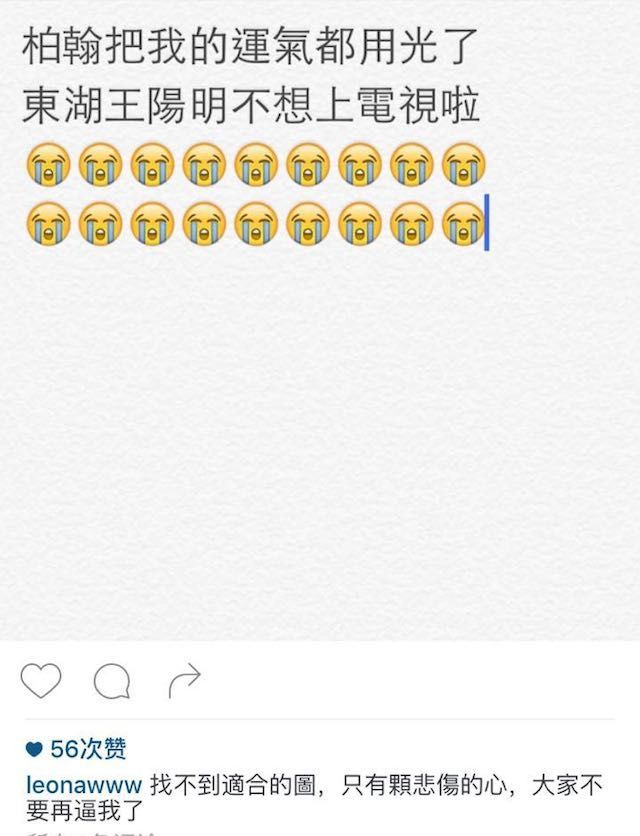 柏翰把我的運氣都用光了
東湖王陽明不想上電視啦
😭😭😭😭😭😭😭😭😭
😭😭😭😭😭😭😭😭😭
56次赞
leonawww 找不到適合的圖，只有顆悲傷的心，大家不
要再逼我了